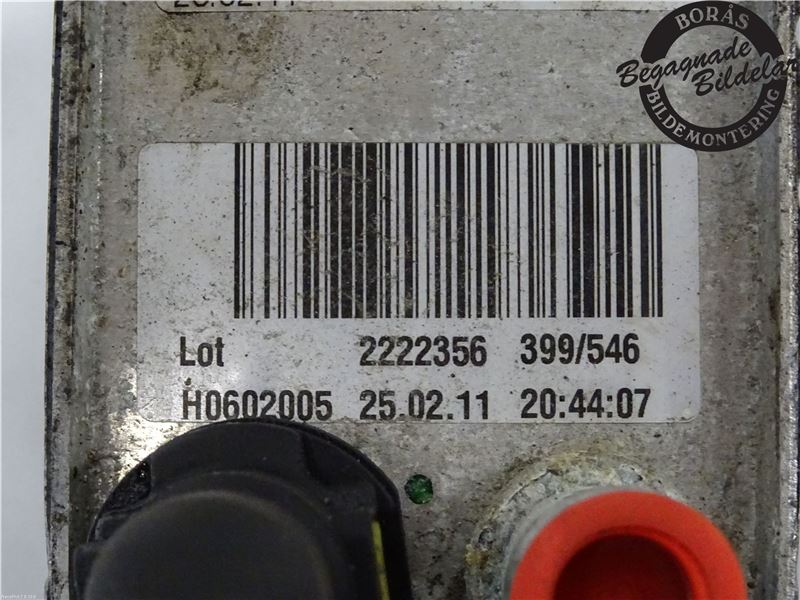 BORÅS
Begagnade
Bildelar
BILDEMONTERING
Lot 2222356 399/546
H0602005 25.02.11 20:44:07